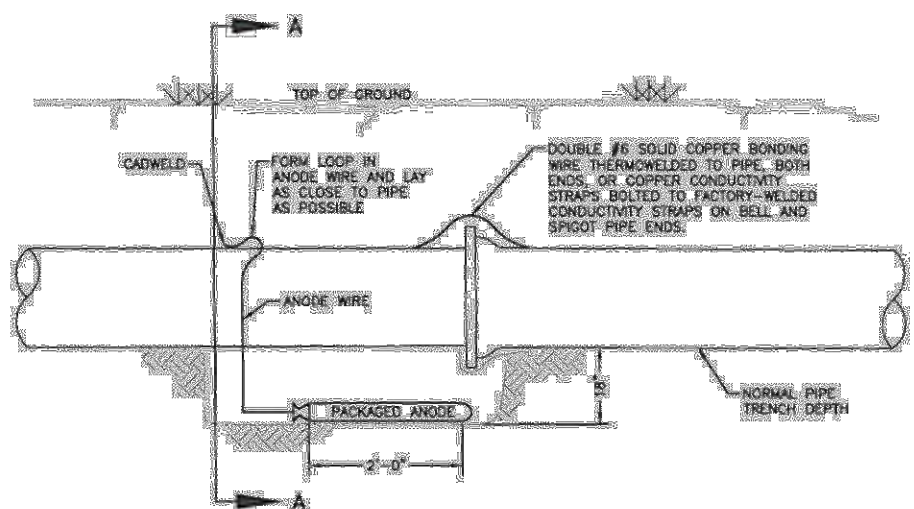 A
TOP OF GROUND
CADWELD
FORM LOOP IN
ANODE WIRE AND LAY
AS CLOSE TO PIPE
AS POSSIBLE
DOUBLE #6 SOLID COPPER BONDING
WIRE THERMOWELDED TO PIPE, BOTH
ENDS, OR COPPER CONDUCTIVITY
STRAPS BOLTED TO FACTORY-WELDED
CONDUCTIVITY STRAPS ON BELL AND
SPIGOT PIPE ENDS.
ANODE WIRE
18"
NORMAL PIPE
TRENCH DEPTH
PACKAGED ANODE
2'-0"
A